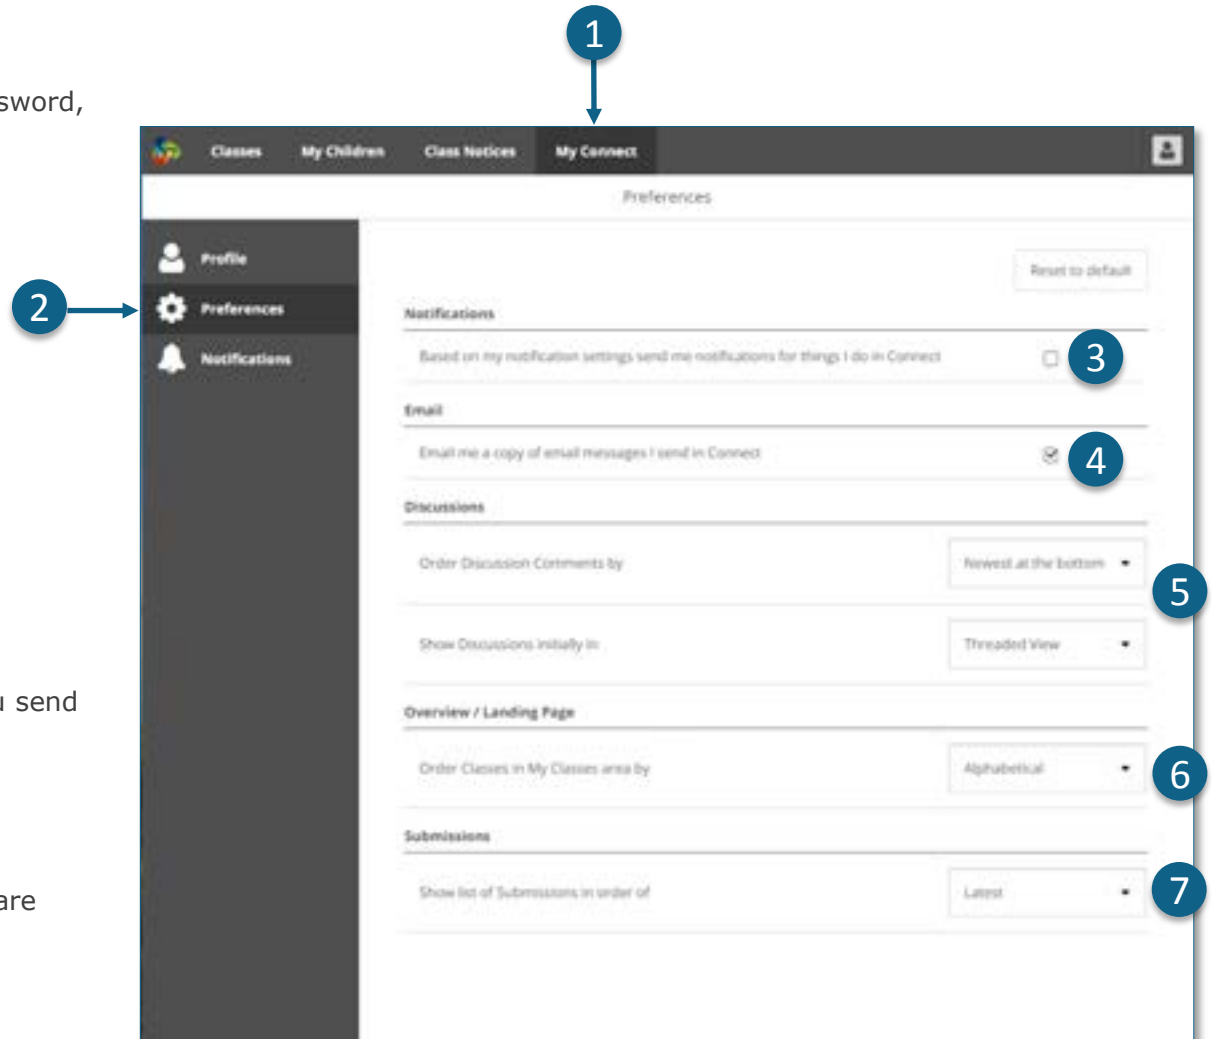 1
sword,
Classes My Children Class Notices My Connect
Preferences
Profile
Reset to default
2
Preferences
Notifications
Notifications
Based on my notification settings send me notifications for things I do in Connect
3
Email
Email me a copy of email messages I send in Connect
4
Discussions
Order Discussion Comments by
Newest at the bottom
5
Show Discussions initially in
Threaded View
u send
Overview / Landing Page
Order Classes in My Classes area by
Alphabetical
6
Submissions
Show list of Submissions in order of
Latest
7
are